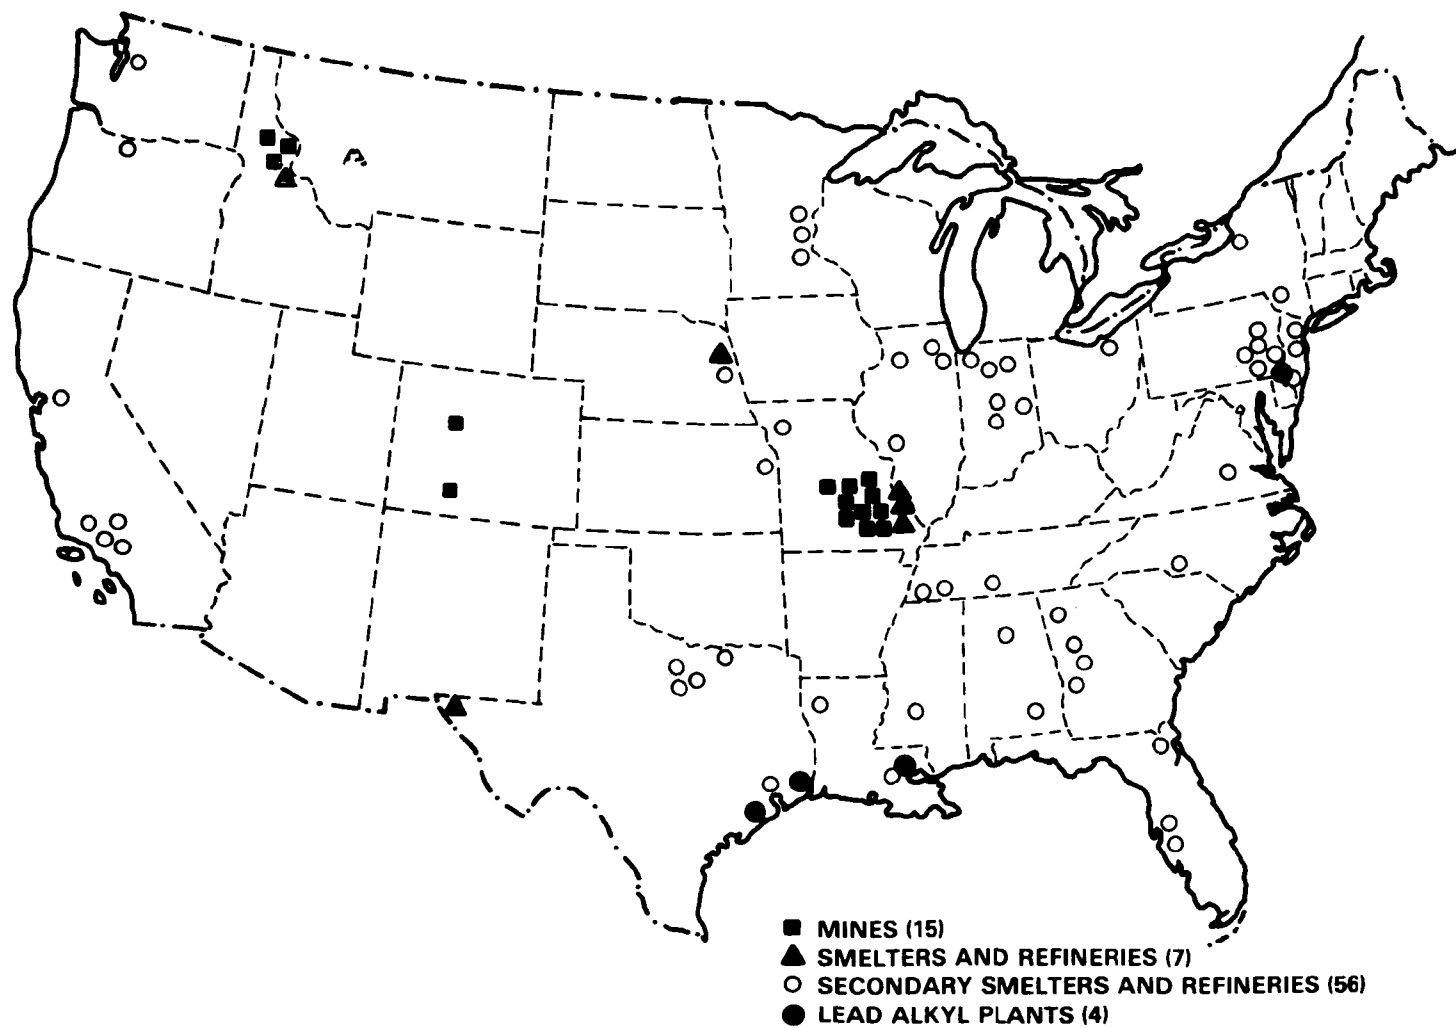 MINES (15)
SMELTERS AND REFINERIES (7)
SECONDARY SMELTERS AND REFINERIES (56)
LEAD ALKYL PLANTS (4)